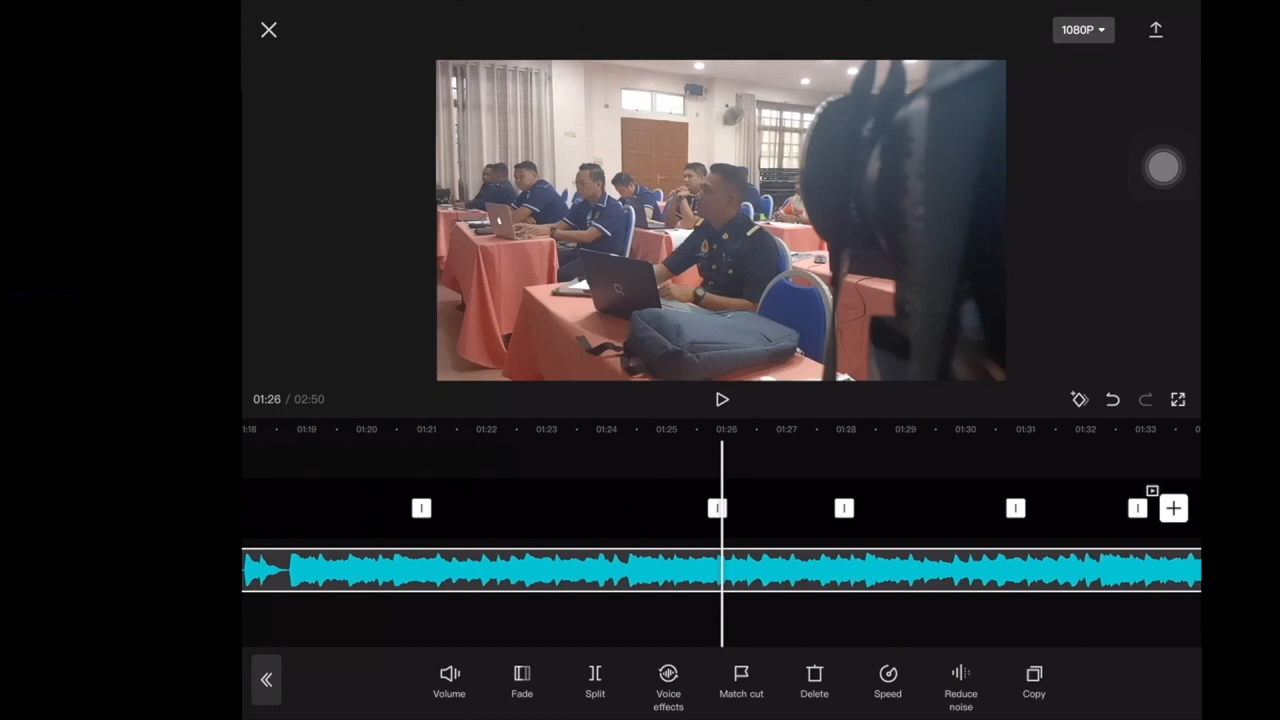 1080P
01:26 / 02:50
1:18 01:19 01:20 01:21 01:22 01:23 01:24 01:25 01:26 01:27 01:28 01:29 01:30 01:31 01:32 01:33 0
Volume
Fade
Split
Voice
effects
Match cut
Delete
Speed
Reduce
noise
Copy